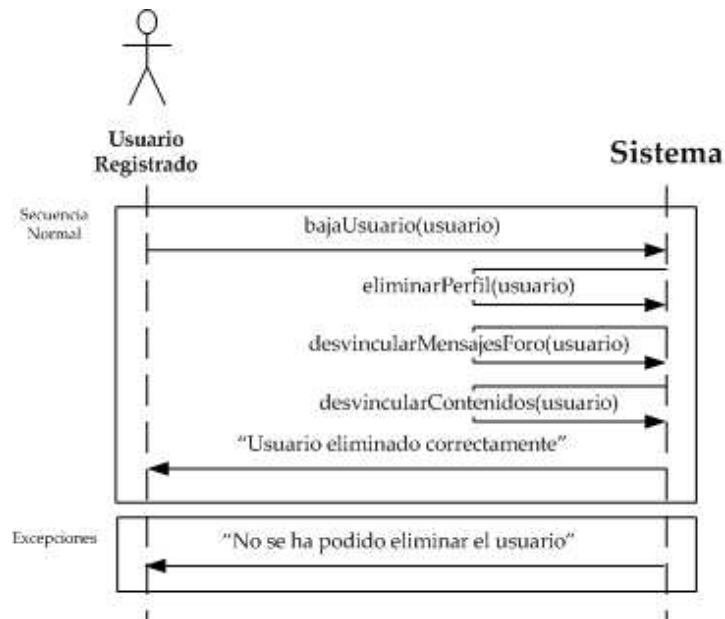 Usuario
Registrado
Sistema
Secuencia
Normal
bajaUsuario(usuario)
eliminarPerfil(usuario)
desvincularMensajesForo(usuario)
desvincularContenidos(usuario)
“Usuario eliminado correctamente”
Excepciones
“No se ha podido eliminar el usuario”